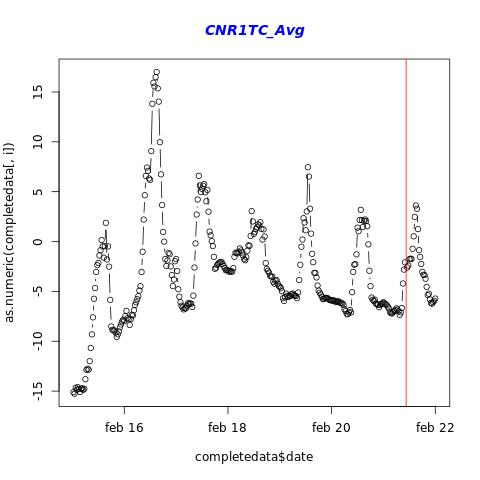 CNR1TC_Avg
as.numeric(completedata[, i])
15
10
5
0
-5
-10
-15
feb 16
feb 18
feb 20
feb 22
completedata$date